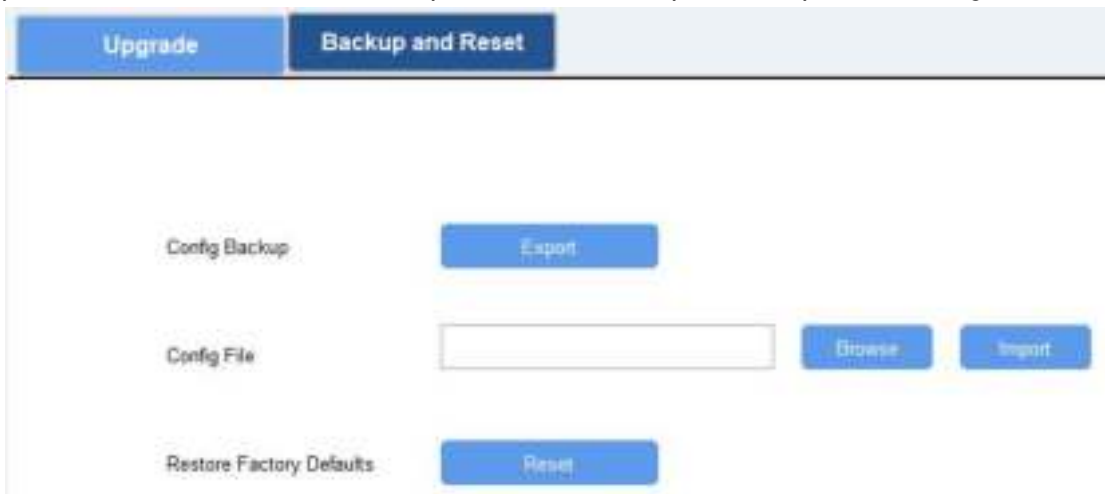 Upgrade Backup and Reset
Config Backup Export
Config File Browse Import
Restore Factory Defaults Reset